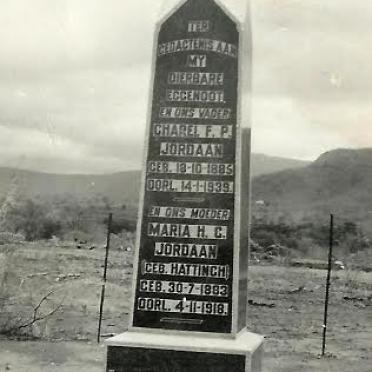 TER
GEDAGTENIS AAN
MY
DIERBARE
EGGENOOT
EN ONS VADER
CHAREL F. P.
JORDAAN
GEB. 18-10-1885
OORL. 14-1-1939.
EN ONS MOEDER
MARIA H. C.
JORDAAN
(GEB. HATTINGH)
GEB. 30-7-1893
OORL. 4-11-1918.